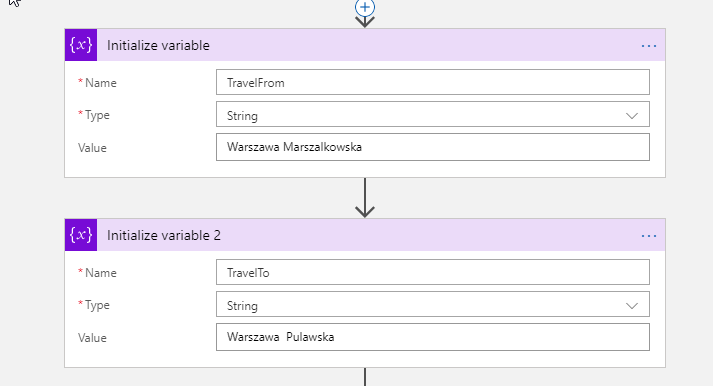 {x} Initialize variable ...
* Name TravelFrom
* Type String
Value Warszawa Marszalkowska
{x} Initialize variable 2 ...
* Name TravelTo
* Type String
Value Warszawa  Pulawska